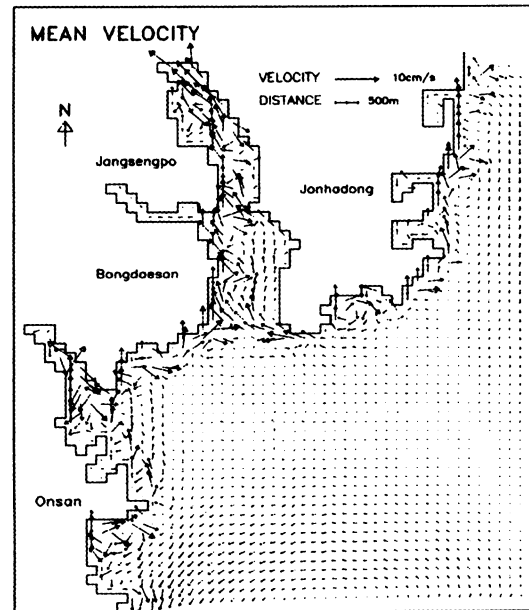 MEAN VELOCITY
VELOCITY 10cm/s
DISTANCE 500m
N
Jangsengpo
Jonhadong
Bongdaesan
Onsan